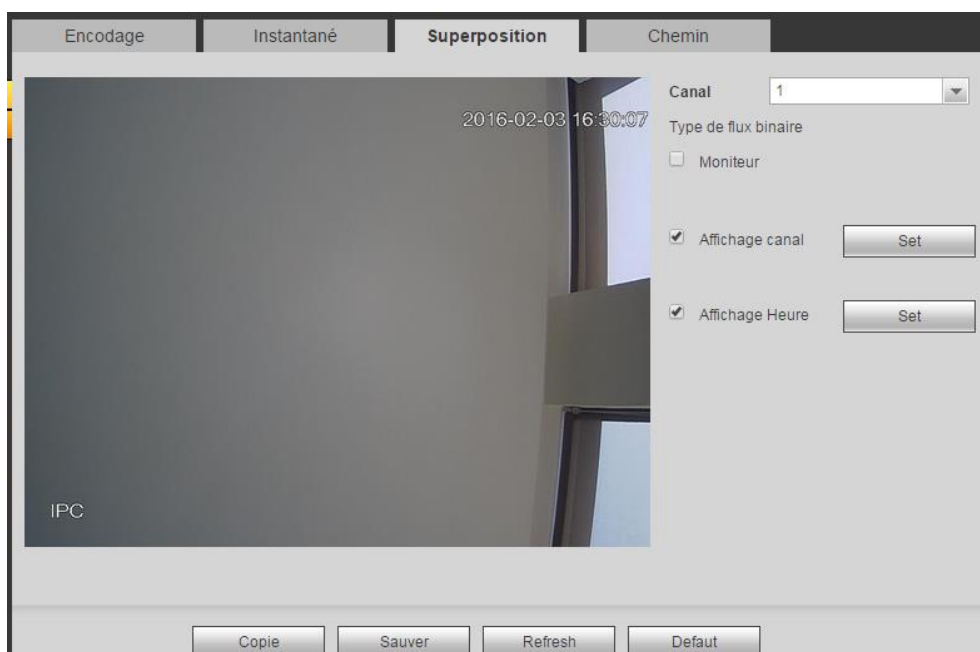 Encodage Instantané Superposition Chemin
2016-02-03 16:30:07
Canal 1
Type de flux binaire
Moniteur
Affichage canal Set
Affichage Heure Set
IPC
Copie Sauver Refresh Defaut